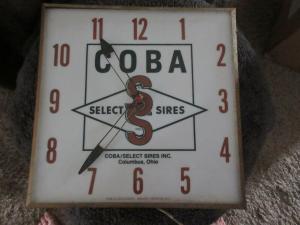 12
11 1
COBA
10 2
S
9 SELECT SIRES 3
S
8 4
COBA/SELECT SIRES INC.
Columbus, Ohio
7 6 5